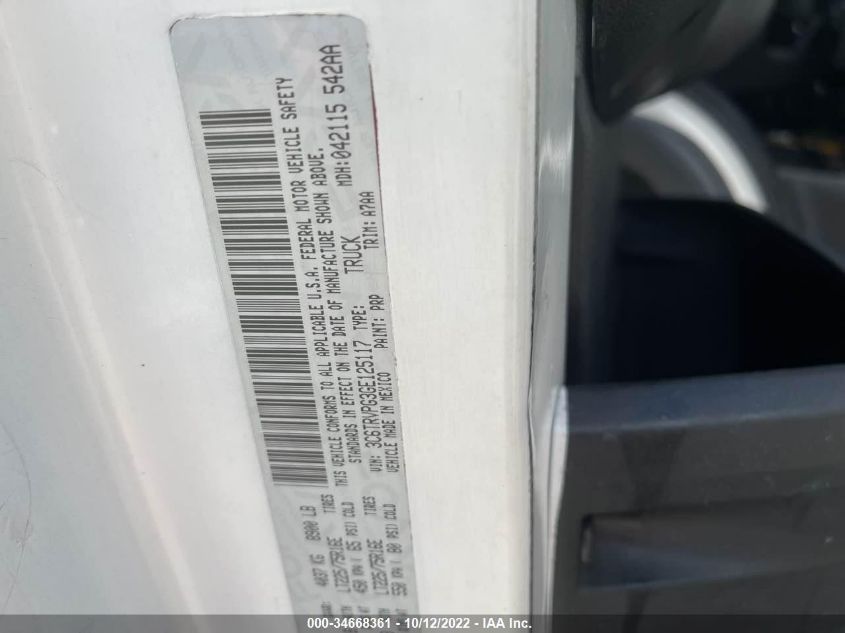 4037 KG 8900 LB
LT225/75R16E TIRES
450 KPA ( 65 PSI) COLD
LT225/75R16E TIRES
550 KPA ( 80 PSI) COLD
THIS VEHICLE CONFORMS TO ALL APPLICABLE U.S.A. FEDERAL MOTOR VEHICLE SAFETY
STANDARDS IN EFFECT ON THE DATE OF MANUFACTURE SHOWN ABOVE.
MDH:042115 542AA
VIN: 3C6TRVPG3GE125117 TYPE: TRUCK
VEHICLE MADE IN MEXICO PAINT: PRP TRIM: A7AA
000-34668361 - 10/12/2022 - IAA Inc.